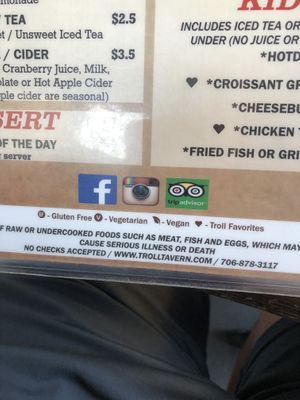 TEA $2.5
et / Unsweet Iced Tea
/ CIDER $3.5
Cranberry Juice, Milk,
late or Hot Apple Cider
ple cider are seasonal)
SERT
OF THE DAY
server
KID
INCLUDES ICED TEA OR
UNDER (NO JUICE OR
*HOTD
*CROISSANT GR
*CHEESEBU
*CHICKEN
*FRIED FISH OR GRI
f
tripadvisor
- Gluten Free V - Vegetarian - Vegan - Troll Favorites
F RAW OR UNDERCOOKED FOODS SUCH AS MEAT, FISH AND EGGS, WHICH MAY
CAUSE SERIOUS ILLNESS OR DEATH
NO CHECKS ACCEPTED / WWW.TROLLTAVERN.COM / 706-878-3117